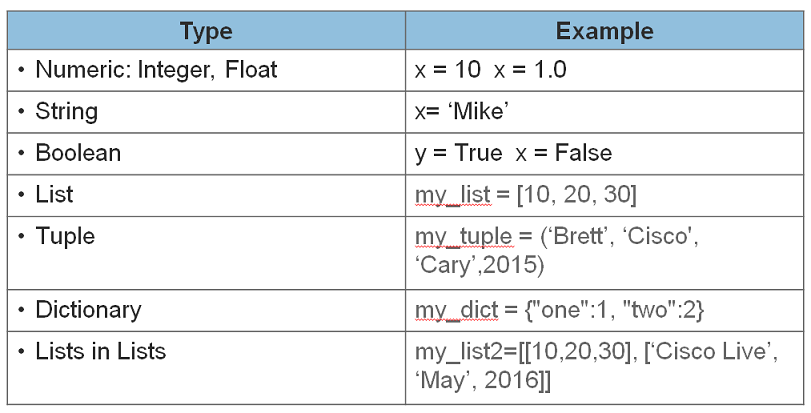 Type Example
• Numeric: Integer, Float x = 10  x = 1.0
• String x= ‘Mike’
• Boolean y = True  x = False
• List my_list = [10, 20, 30]
• Tuple my_tuple = (‘Brett’, ‘Cisco',
‘Cary’,2015)
• Dictionary my_dict = {"one":1, "two":2}
• Lists in Lists my_list2=[[10,20,30], [‘Cisco Live’,
‘May’, 2016]]